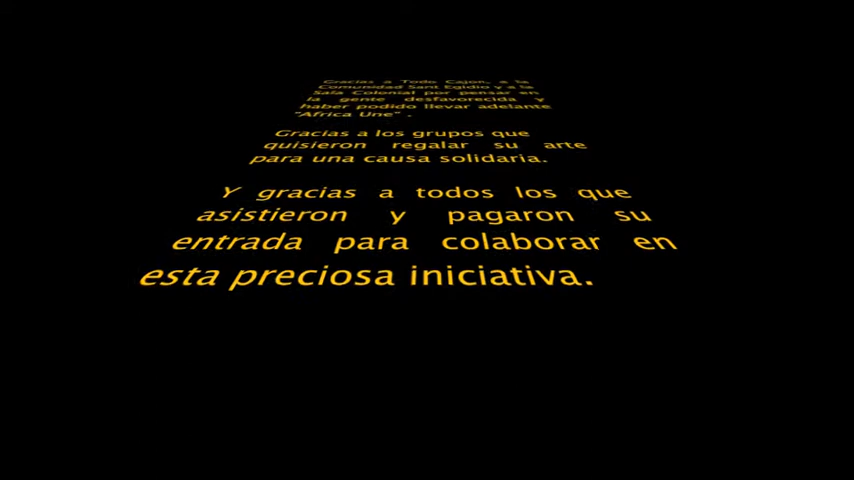 Gracias a Todo Cajon, a la
Comunidad Sant Egidio y a la
Sala Colonial por pensar en
la gente desfavorecida y
haber podido llevar adelante
"Africa Une" .
Gracias a los grupos que
quisieron regalar su arte
para una causa solidaria.
Y gracias a todos los que
asistieron y pagaron su
entrada para colaborar en
esta preciosa iniciativa.